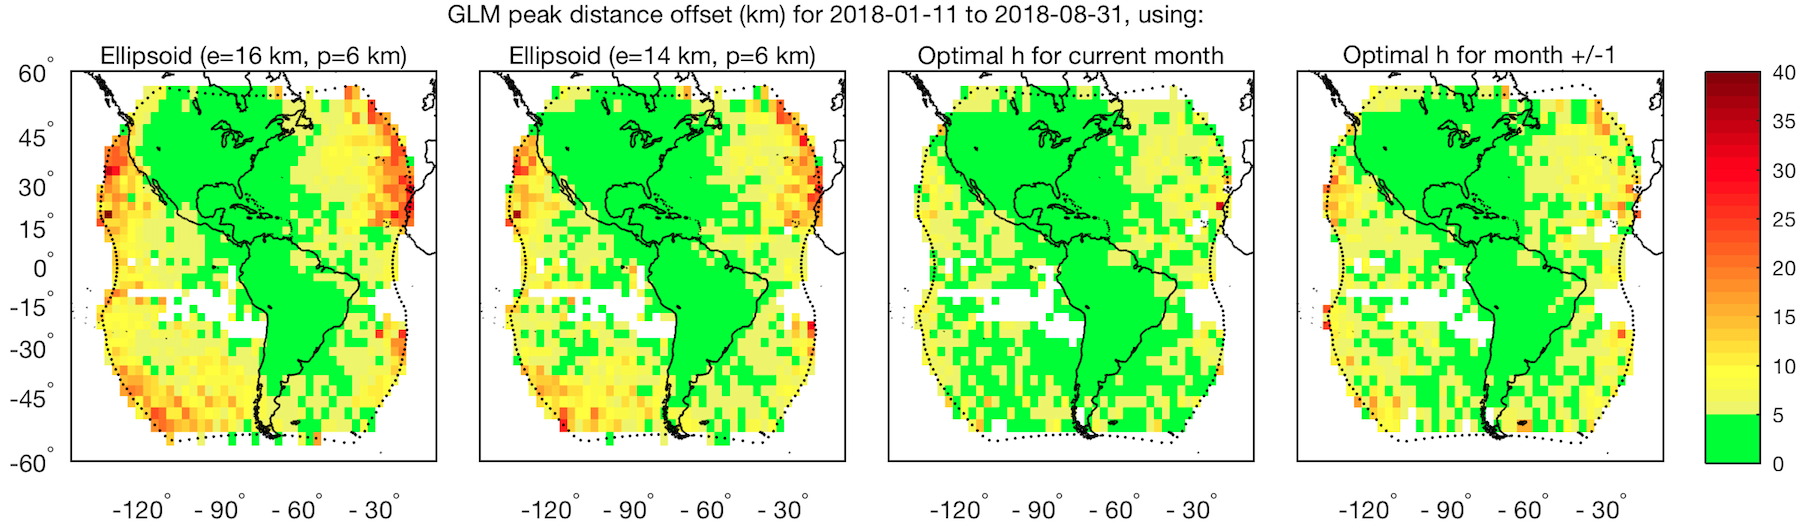 GLM peak distance offset (km) for 2018-01-11 to 2018-08-31, using:
Ellipsoid (e=16 km, p=6 km)
Ellipsoid (e=14 km, p=6 km)
Optimal h for current month
Optimal h for month +/-1
60°
45°
30°
15°
0°
-15°
-30°
-45°
-60°
-120° - 90° - 60° - 30°
-120° - 90° - 60° - 30°
-120° - 90° - 60° - 30°
-120° - 90° - 60° - 30°
40
35
30
25
20
15
10
5
0